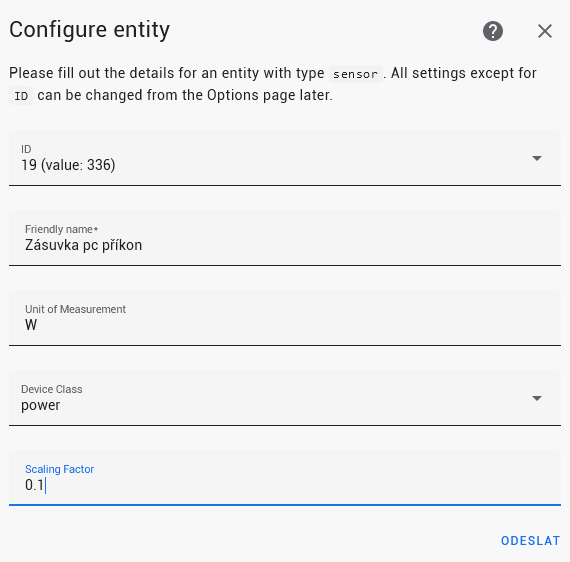 Configure entity
Please fill out the details for an entity with type sensor. All settings except for
ID can be changed from the Options page later.
ID
19 (value: 336)
Friendly name*
Zásuvka pc příkon
Unit of Measurement
W
Device Class
power
Scaling Factor
0.1
ODESLAT